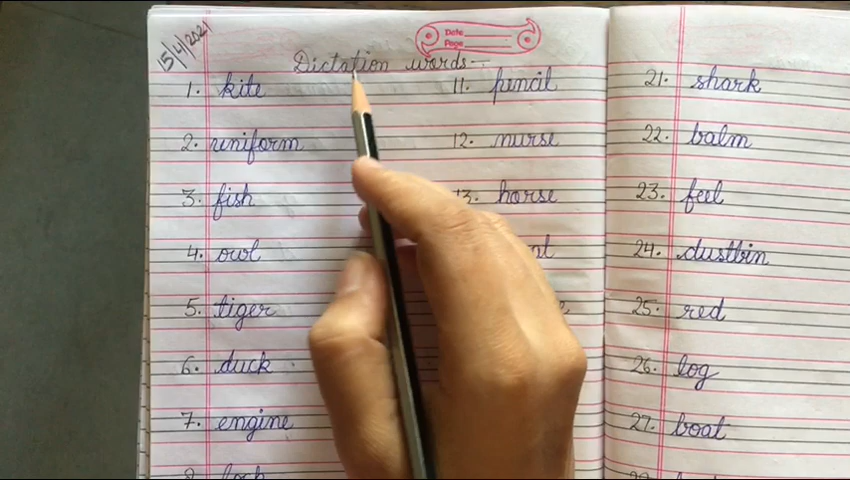 15/4/2021
Date
Page
Dictation words--
1. kite
2. uniform
3. fish
4. owl
5. tiger
6. duck
7. engine
11. pencil
12. nurse
13. horse
21. shark
22. balm
23. feel
24. dustbin
25. red
26. log
27. boat